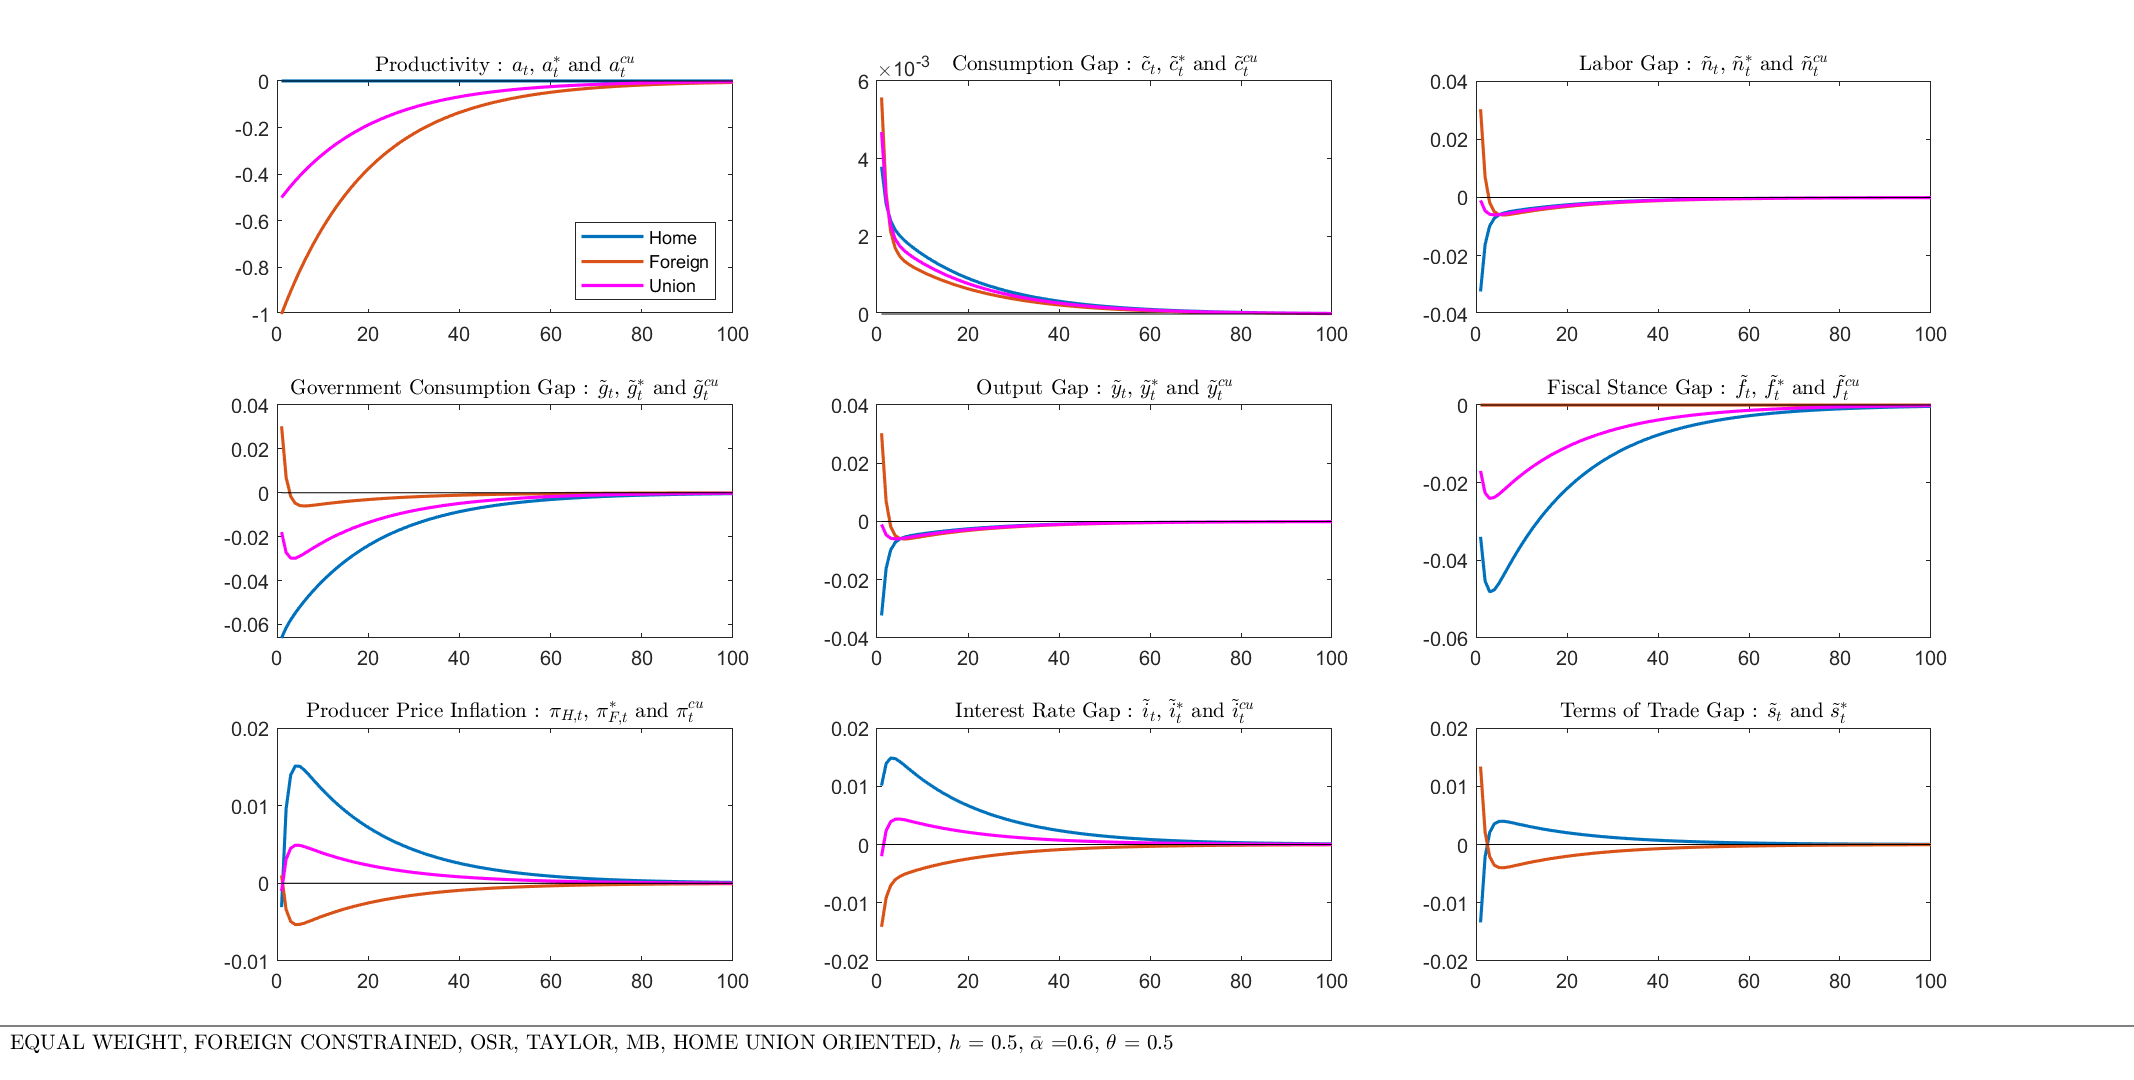 Productivity : a_t, a_t^* and a_t^{cu}
0
-0.2
-0.4
-0.6
-0.8
-1
0 20 40 60 80 100
Home
Foreign
Union
×10^{-3} Consumption Gap : c̃_t, c̃_t^* and c̃_t^{cu}
6
4
2
0
0 20 40 60 80 100
Labor Gap : ñ_t, ñ_t^* and ñ_t^{cu}
0.04
0.02
0
-0.02
-0.04
0 20 40 60 80 100
Government Consumption Gap : g̃_t, g̃_t^* and g̃_t^{cu}
0.04
0.02
0
-0.02
-0.04
-0.06
0 20 40 60 80 100
Output Gap : ỹ_t, ỹ_t^* and ỹ_t^{cu}
0.04
0.02
0
-0.02
-0.04
0 20 40 60 80 100
Fiscal Stance Gap : f̃_t, f̃_t^* and f̃_t^{cu}
0
-0.02
-0.04
-0.06
0 20 40 60 80 100
Producer Price Inflation : π_{H,t}, π_{F,t}^* and π_t^{cu}
0.02
0.01
0
-0.01
0 20 40 60 80 100
Interest Rate Gap : ĩ̃_t, ĩ̃_t^* and ĩ̃_t^{cu}
0.02
0.01
0
-0.01
-0.02
0 20 40 60 80 100
Terms of Trade Gap : s̃_t and s̃_t^*
0.02
0.01
0
-0.01
-0.02
0 20 40 60 80 100
EQUAL WEIGHT, FOREIGN CONSTRAINED, OSR, TAYLOR, MB, HOME UNION ORIENTED, h = 0.5, ᾱ =0.6, θ = 0.5